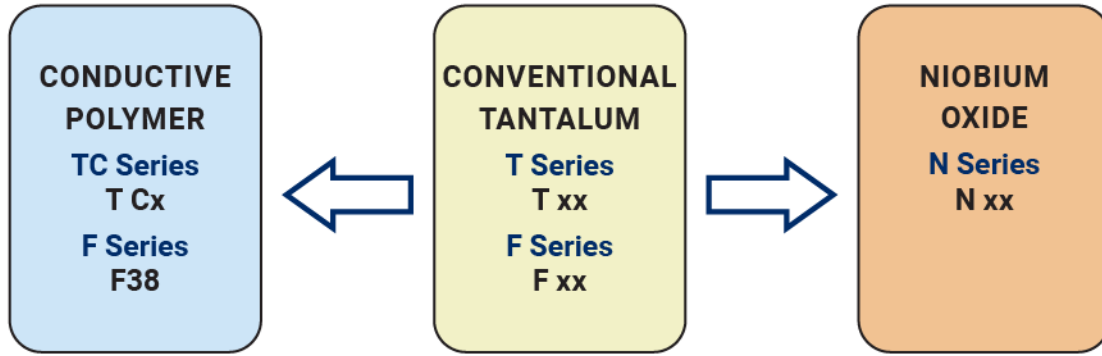 CONDUCTIVE
POLYMER
TC Series
T Cx
F Series
F38
CONVENTIONAL
TANTALUM
T Series
T xx
F Series
F xx
NIOBIUM
OXIDE
N Series
N xx